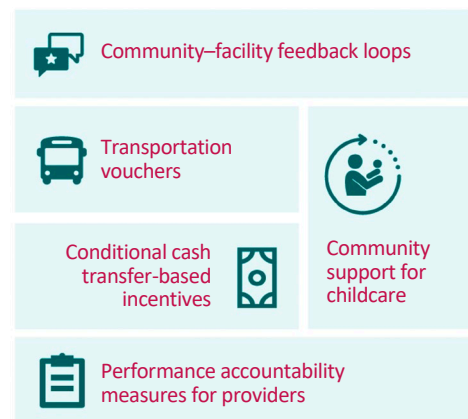 Community–facility feedback loops
Transportation
vouchers
Conditional cash
transfer-based
incentives
Community
support for
childcare
Performance accountability
measures for providers